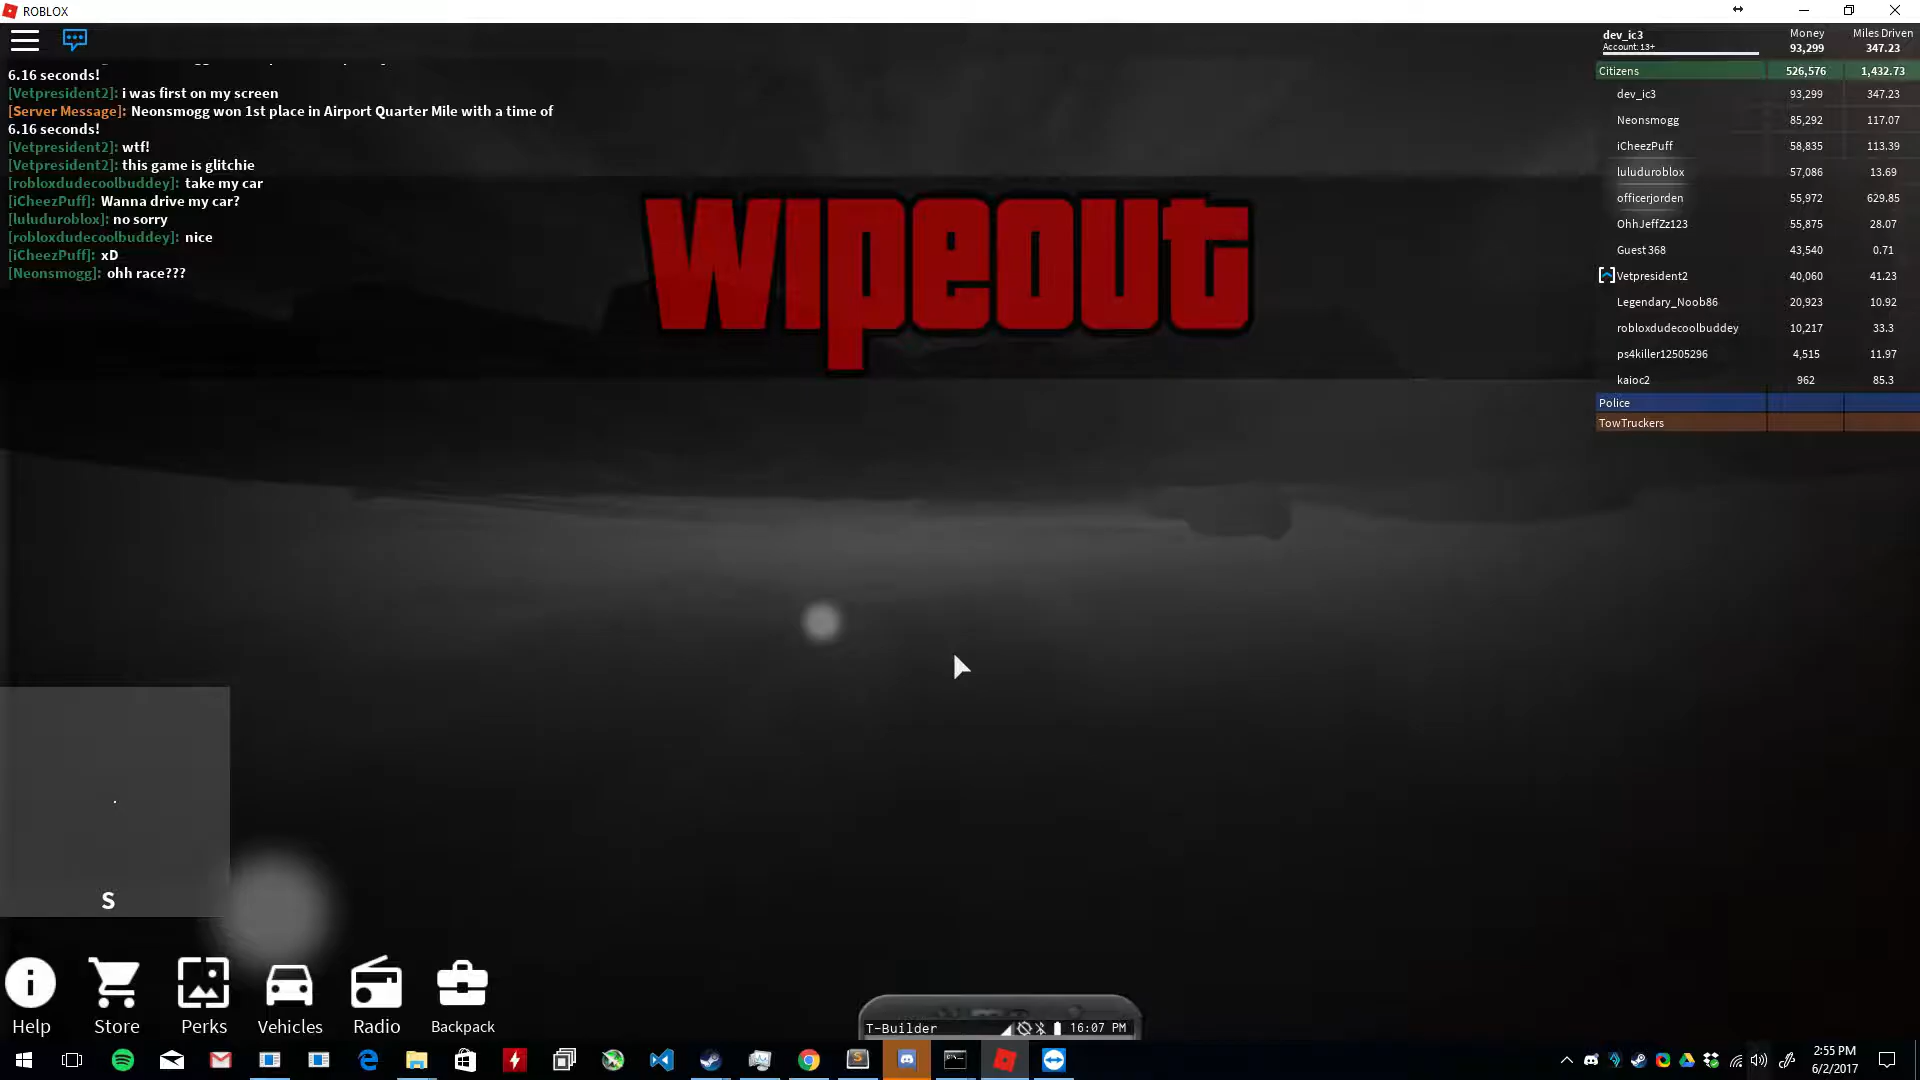 ROBLOX
6.16 seconds!
[Vetpresident2]: i was first on my screen
[Server Message]: Neonsmogg won 1st place in Airport Quarter Mile with a time of
6.16 seconds!
[Vetpresident2]: wtf!
[Vetpresident2]: this game is glitchie
[robloxdudecoolbuddey]: take my car
[iCheezPuff]: Wanna drive my car?
[luluduroblox]: no sorry
[robloxdudecoolbuddey]: nice
[iCheezPuff]: xD
[Neonsmogg]: ohh race???
wipeout
dev_ic3 Money Miles Driven
Account: 13+ 93,299 347.23
Citizens 526,576 1,432.73
dev_ic3 93,299 347.23
Neonsmogg 85,292 117.07
iCheezPuff 58,835 113.39
luluduroblox 57,086 13.69
officerjorden 55,972 629.85
OhhJeffZz123 55,875 28.07
Guest 368 43,540 0.71
Vetpresident2 40,060 41.23
Legendary_Noob86 20,923 10.92
robloxdudecoolbuddey 10,217 33.3
ps4killer12505296 4,515 11.97
kaioc2 962 85.3
Police
TowTruckers
S
Help Store Perks Vehicles Radio Backpack
T-Builder 16:07 PM
2:55 PM
6/2/2017